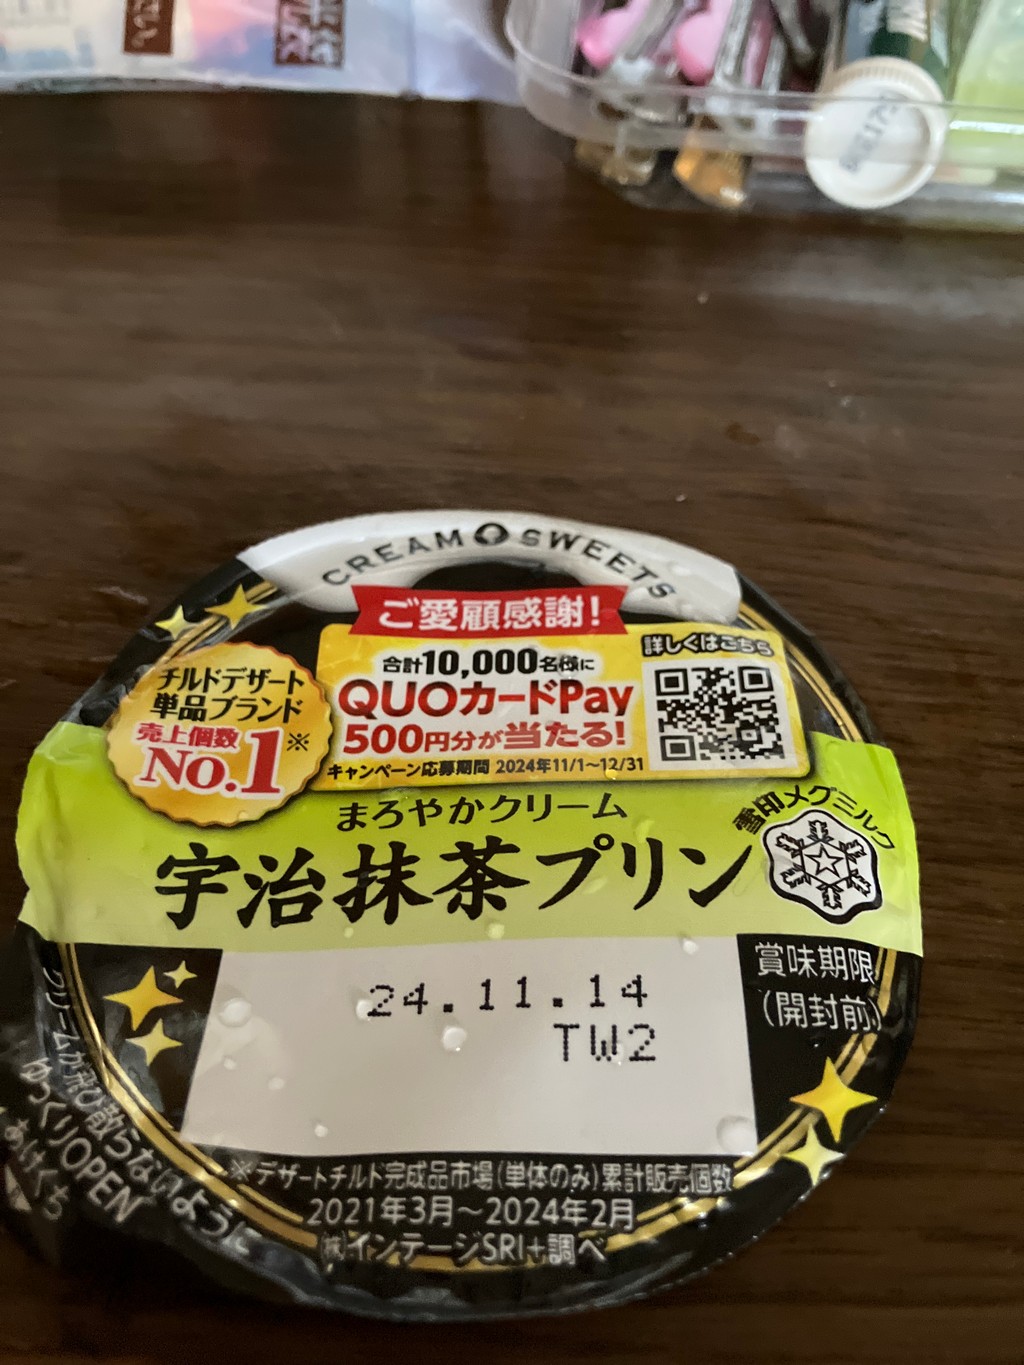 CREAM SWEETS
ご愛顧感謝!
合計10,000名様に
QUOカードPay
500円分が当たる!
キャンペーン応募期間 2024年11/1〜12/31
詳しくはこちら
チルドデザート
単品ブランド
売上個数※
No.1
まろやかクリーム
宇治抹茶プリン
雪印メグミルク
賞味期限
(開封前)
24.11.14
TW2
※デザートチルド完成品市場(単体のみ)累計販売個数
2021年3月〜2024年2月
㈱インテージSRI+調べ
クリームが飛び散らないように
ゆっくりOPEN
あけくち